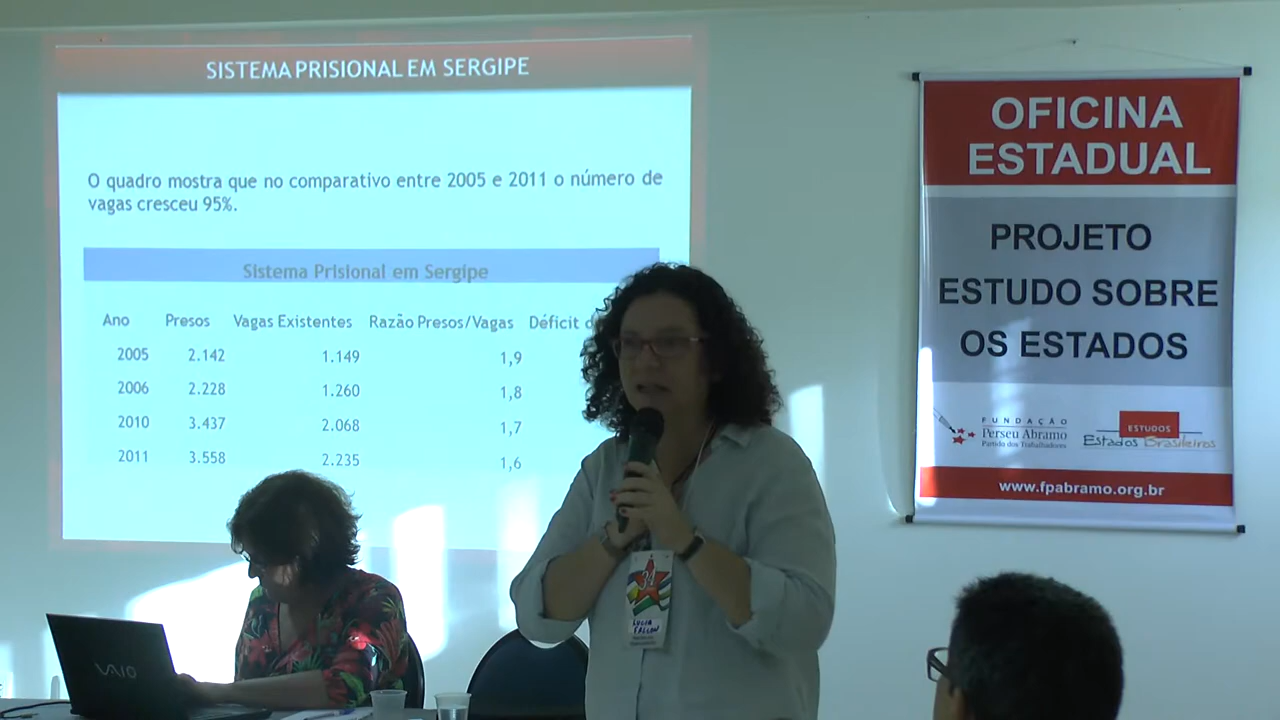 SISTEMA PRISIONAL EM SERGIPE
O quadro mostra que no comparativo entre 2005 e 2011 o número de
vagas cresceu 95%.
Sistema Prisional em Sergipe
Ano Presos Vagas Existentes Razão Presos/Vagas Déficit
2005 2.142 1.149 1,9
2006 2.228 1.260 1,8
2010 3.437 2.068 1,7
2011 3.558 2.235 1,6
OFICINA
ESTADUAL
PROJETO
ESTUDO SOBRE
OS ESTADOS
FUNDAÇÃO
Perseu Abramo
Partido dos Trabalhadores
ESTUDOS
Estados Brasileiros
www.fpabramo.org.br
VAIO
34
LUCIA
FALCON